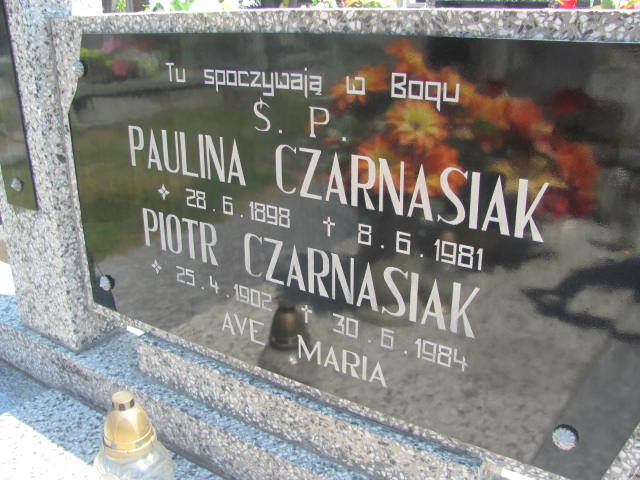 Tu spoczywają w Bogu
Ś. P.
PAULINA CZARNASIAK
28.6.1898 † 8.6.1981
PIOTR CZARNASIAK
25.4.1902 † 30.6.1984
AVE MARIA